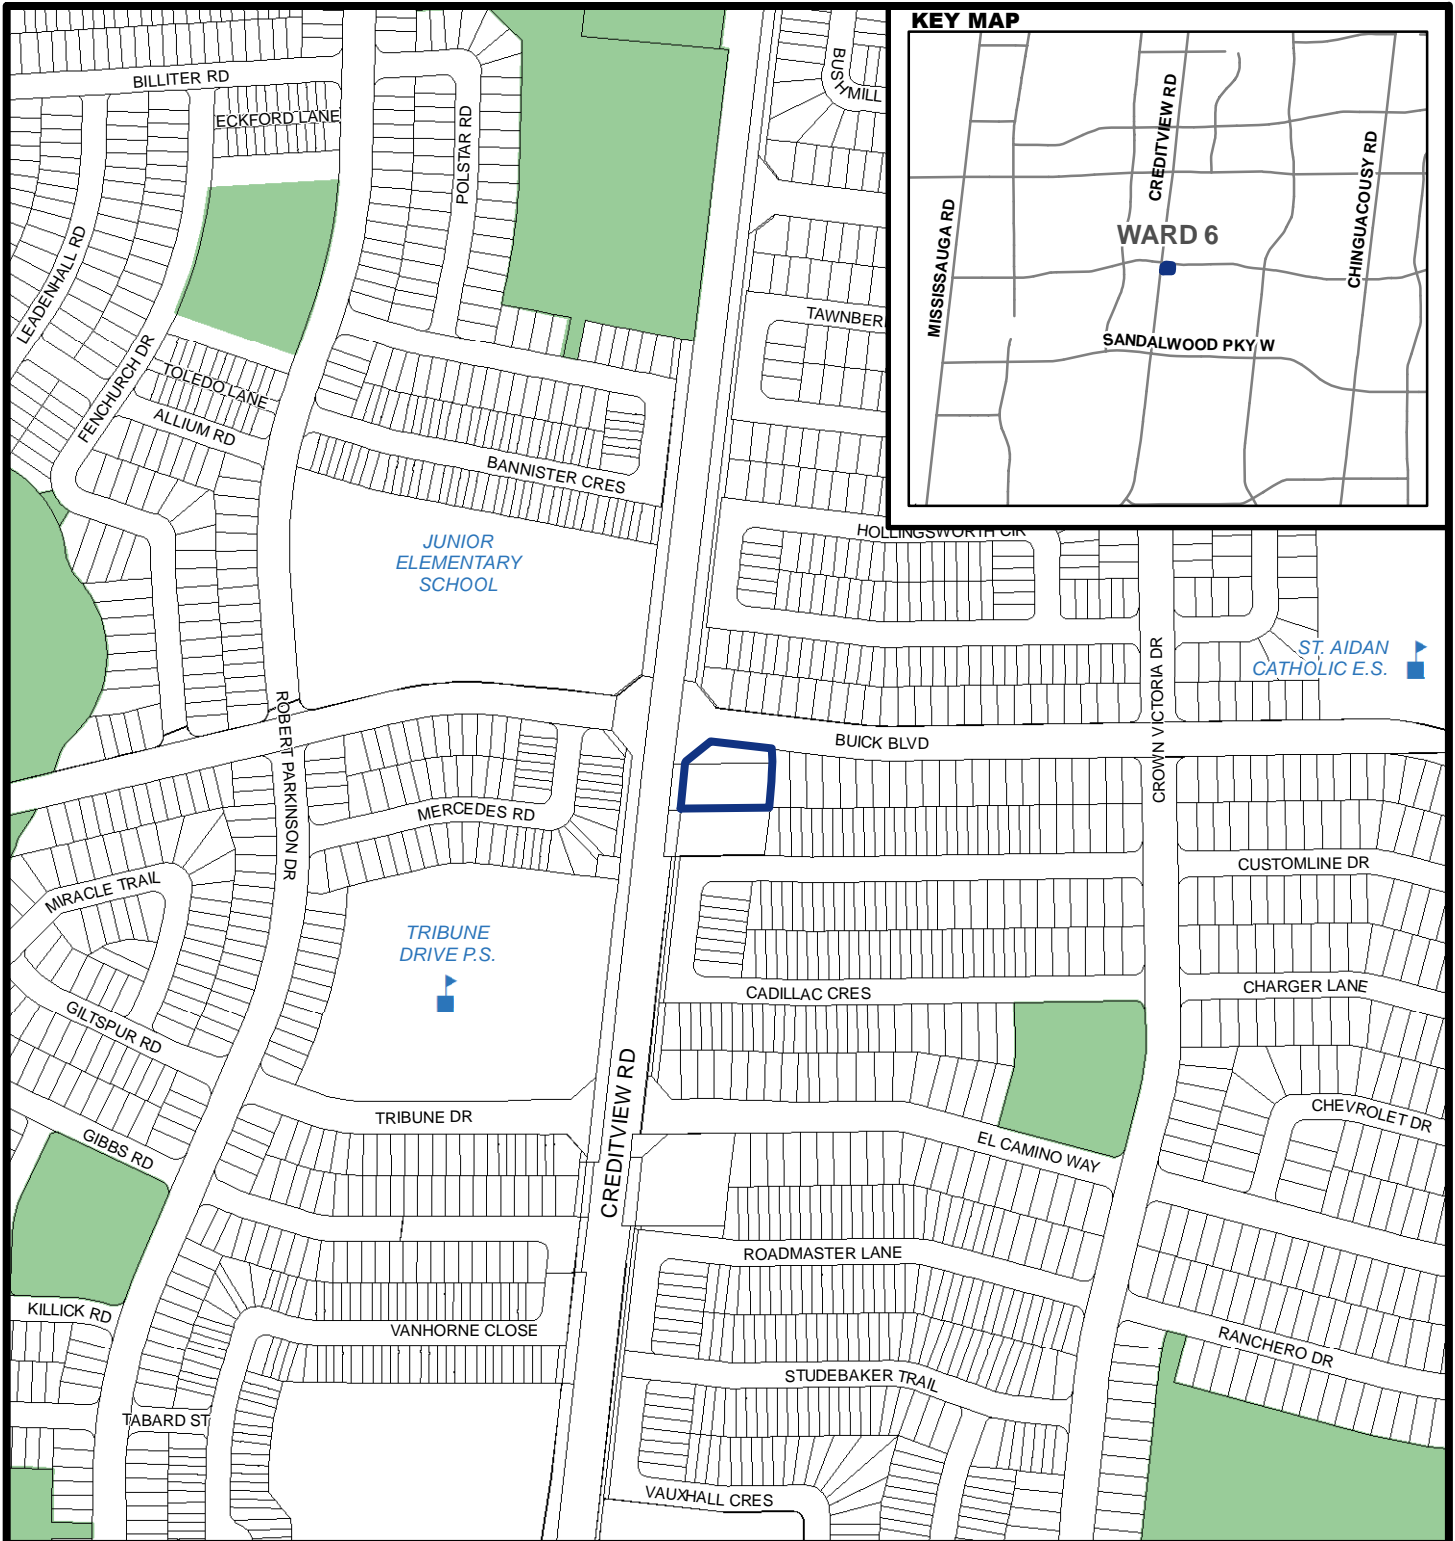 KEY MAP
CREDITVIEW RD
CHINGUACOUSY RD
MISSISSAUGA RD
WARD 6
SANDALWOOD PKY W
BILLITER RD
ECKFORD LANE
POLSTAR RD
BUSHMILL
LEADENHALL RD
FENCHURCH DR
TOLEDO LANE
ALLIUM RD
TAWNBER
BANNISTER CRES
HOLLINGSWORTH CIR
JUNIOR
ELEMENTARY
SCHOOL
ST. AIDAN
CATHOLIC E.S.
CROWN VICTORIA DR
ROBERT PARKINSON DR
BUICK BLVD
MERCEDES RD
CUSTOMLINE DR
MIRACLE TRAIL
TRIBUNE
DRIVE P.S.
CADILLAC CRES
CHARGER LANE
GILTSPUR RD
CREDITVIEW RD
TRIBUNE DR
CHEVROLET DR
GIBBS RD
EL CAMINO WAY
ROADMASTER LANE
KILLICK RD
VANHORNE CLOSE
RANCHERO DR
STUDEBAKER TRAIL
TABARD ST
VAUXHALL CRES